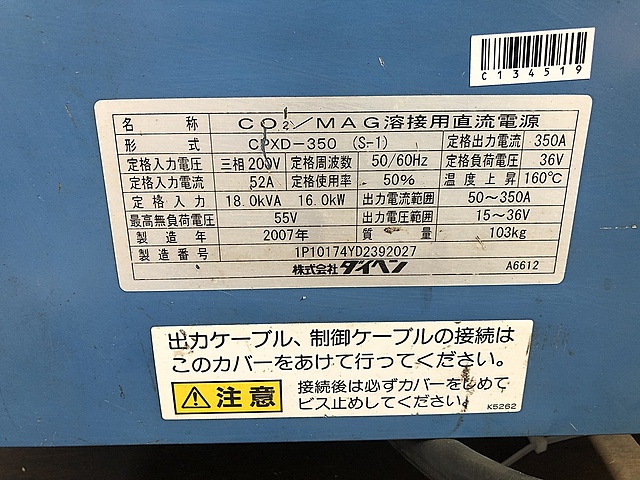 C134519
名称 CO2／MAG溶接用直流電源
形式 CPXD-350 (S-1) 定格出力電流 350A
定格入力電圧 三相200V 定格周波数 50/60Hz 定格負荷電圧 36V
定格入力電流 52A 定格使用率 50% 温度上昇 160℃
定格入力 18.0kVA 16.0kW 出力電流範囲 50～350A
最高無負荷電圧 55V 出力電圧範囲 15～36V
製造年 2007年 質量 103kg
製造番号 1P10174YD2392027
株式会社ダイヘン A6612
出力ケーブル、制御ケーブルの接続は
このカバーをあけて行ってください。
注意
接続後は必ずカバーをしめて
ビス止めしてください。
K5262